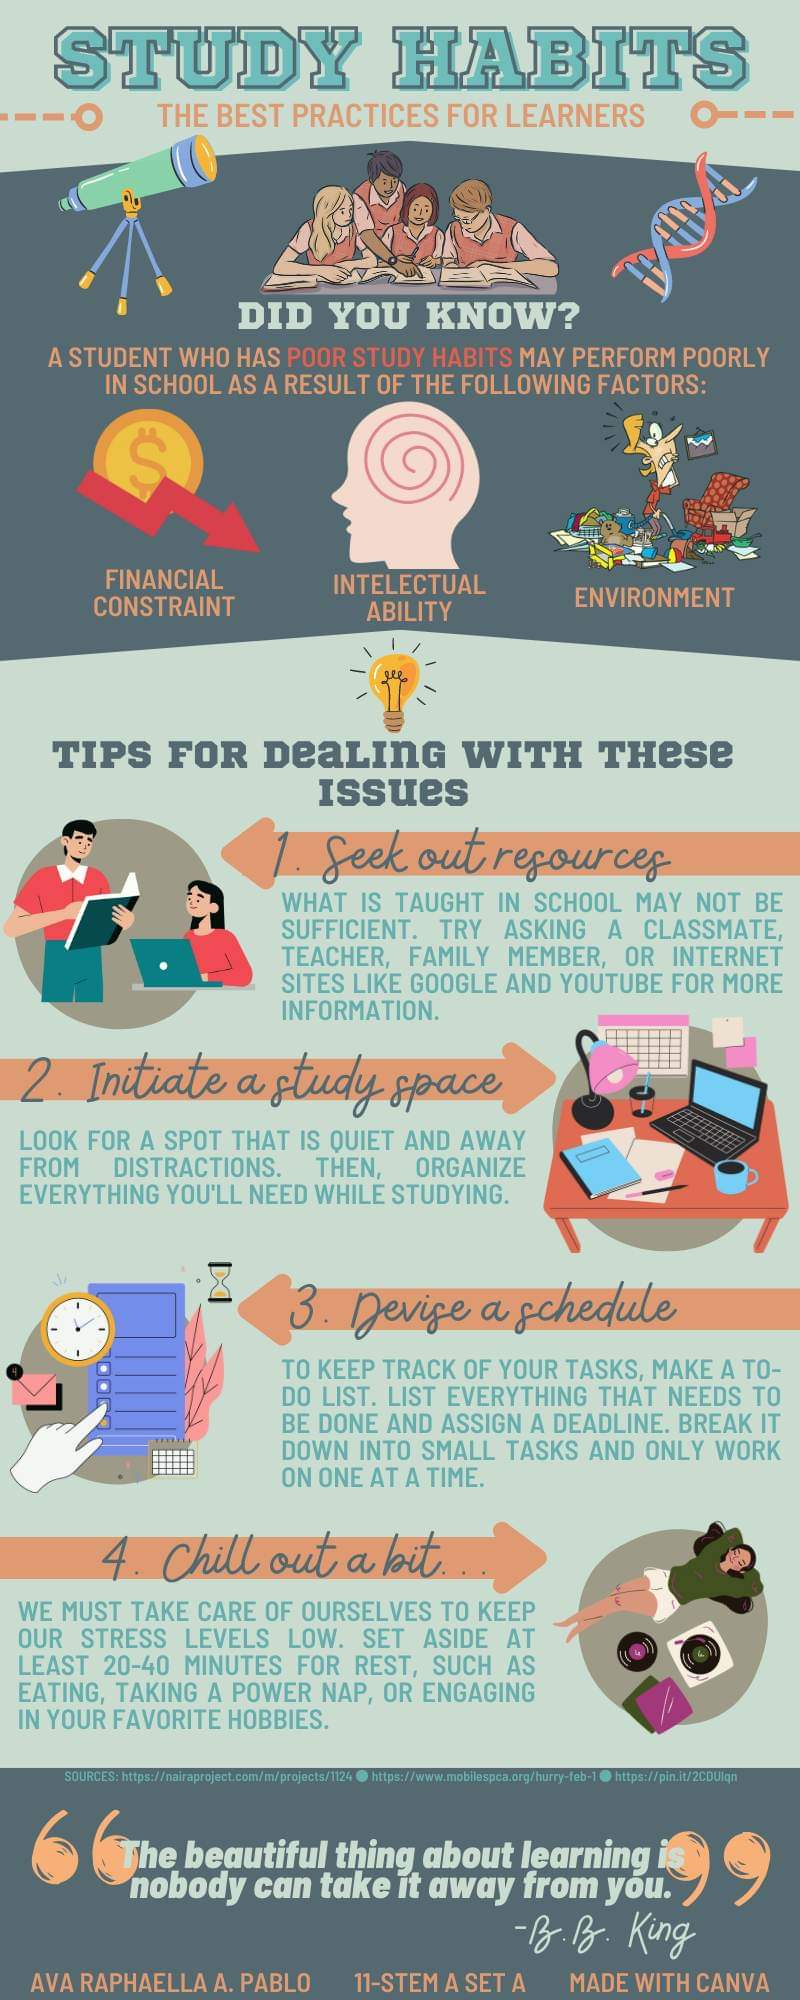 STUDY HABITS
THE BEST PRACTICES FOR LEARNERS
DID YOU KNOW?
A STUDENT WHO HAS POOR STUDY HABITS MAY PERFORM POORLY
IN SCHOOL AS A RESULT OF THE FOLLOWING FACTORS:
$
FINANCIAL
CONSTRAINT
INTELECTUAL
ABILITY
ENVIRONMENT
TIPS FOR DeaLING WITH THese
Issues
1. Seek out resources
WHAT IS TAUGHT IN SCHOOL MAY NOT BE
SUFFICIENT. TRY ASKING A CLASSMATE,
TEACHER, FAMILY MEMBER, OR INTERNET
SITES LIKE GOOGLE AND YOUTUBE FOR MORE
INFORMATION.
2. Initiate a study space
LOOK FOR A SPOT THAT IS QUIET AND AWAY
FROM DISTRACTIONS. THEN, ORGANIZE
EVERYTHING YOU'LL NEED WHILE STUDYING.
3. Devise a schedule
4
TO KEEP TRACK OF YOUR TASKS, MAKE A TO-
DO LIST. LIST EVERYTHING THAT NEEDS TO
BE DONE AND ASSIGN A DEADLINE. BREAK IT
DOWN INTO SMALL TASKS AND ONLY WORK
ON ONE AT A TIME.
4. Chill out a bit...
WE MUST TAKE CARE OF OURSELVES TO KEEP
OUR STRESS LEVELS LOW. SET ASIDE AT
LEAST 20-40 MINUTES FOR REST, SUCH AS
EATING, TAKING A POWER NAP, OR ENGAGING
IN YOUR FAVORITE HOBBIES.
SOURCES: https://nairaproject.com/m/projects/1124 ● https://www.mobilespca.org/hurry-feb-1 ● https://pin.it/2CDUlqn
“The beautiful thing about learning is
nobody can take it away from you.”
-B.B. King
AVA RAPHAELLA A. PABLO 11-STEM A SET A MADE WITH CANVA